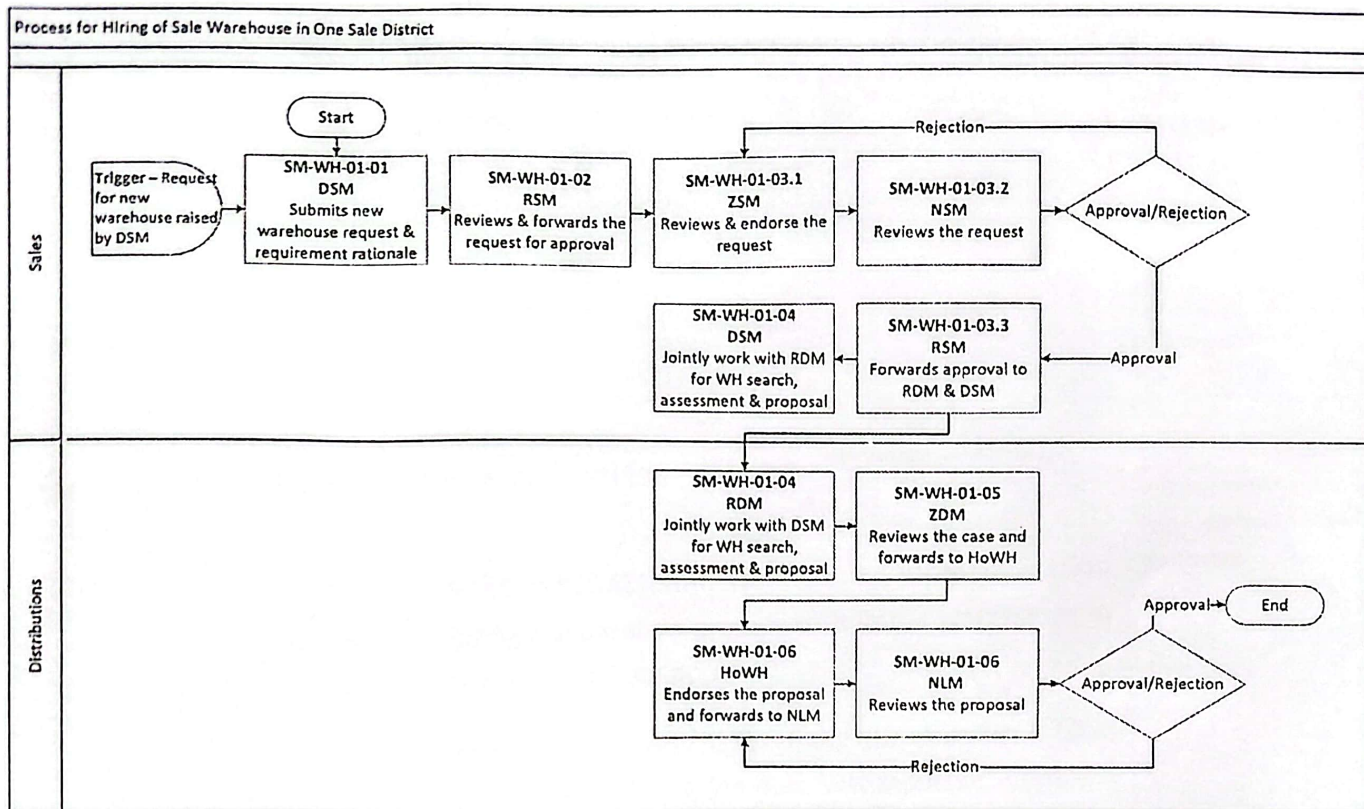 Process for Hiring of Sale Warehouse in One Sale District
Sales
Start
Trigger – Request
for new
warehouse raised
by DSM
SM-WH-01-01
DSM
Submits new
warehouse request &
requirement rationale
SM-WH-01-02
RSM
Reviews & forwards the
request for approval
SM-WH-01-03.1
ZSM
Reviews & endorse the
request
SM-WH-01-03.2
NSM
Reviews the request
Approval/Rejection
Rejection
Approval
SM-WH-01-03.3
RSM
Forwards approval to
RDM & DSM
SM-WH-01-04
DSM
Jointly work with RDM
for WH search,
assessment & proposal
Distributions
SM-WH-01-04
RDM
Jointly work with DSM
for WH search,
assessment & proposal
SM-WH-01-05
ZDM
Reviews the case and
forwards to HoWH
SM-WH-01-06
HoWH
Endorses the proposal
and forwards to NLM
SM-WH-01-06
NLM
Reviews the proposal
Approval/Rejection
Approval
End
Rejection